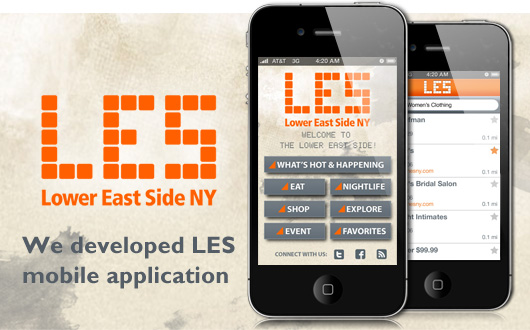 LES
Lower East Side NY
We developed LES
mobile application
AT&T 3G 4:20 AM
LES
Lower East Side NY
WELCOME TO
THE LOWER EAST SIDE!
WHAT'S HOT & HAPPENING
EAT NIGHTLIFE
SHOP EXPLORE
EVENT FAVORITES
CONNECT WITH US:
4:20 AM
LES
Women's Clothing
0.1 mi
0.1 mi
Bridal Salon
0.1 mi
Intimates
0.1 mi
or $99.99